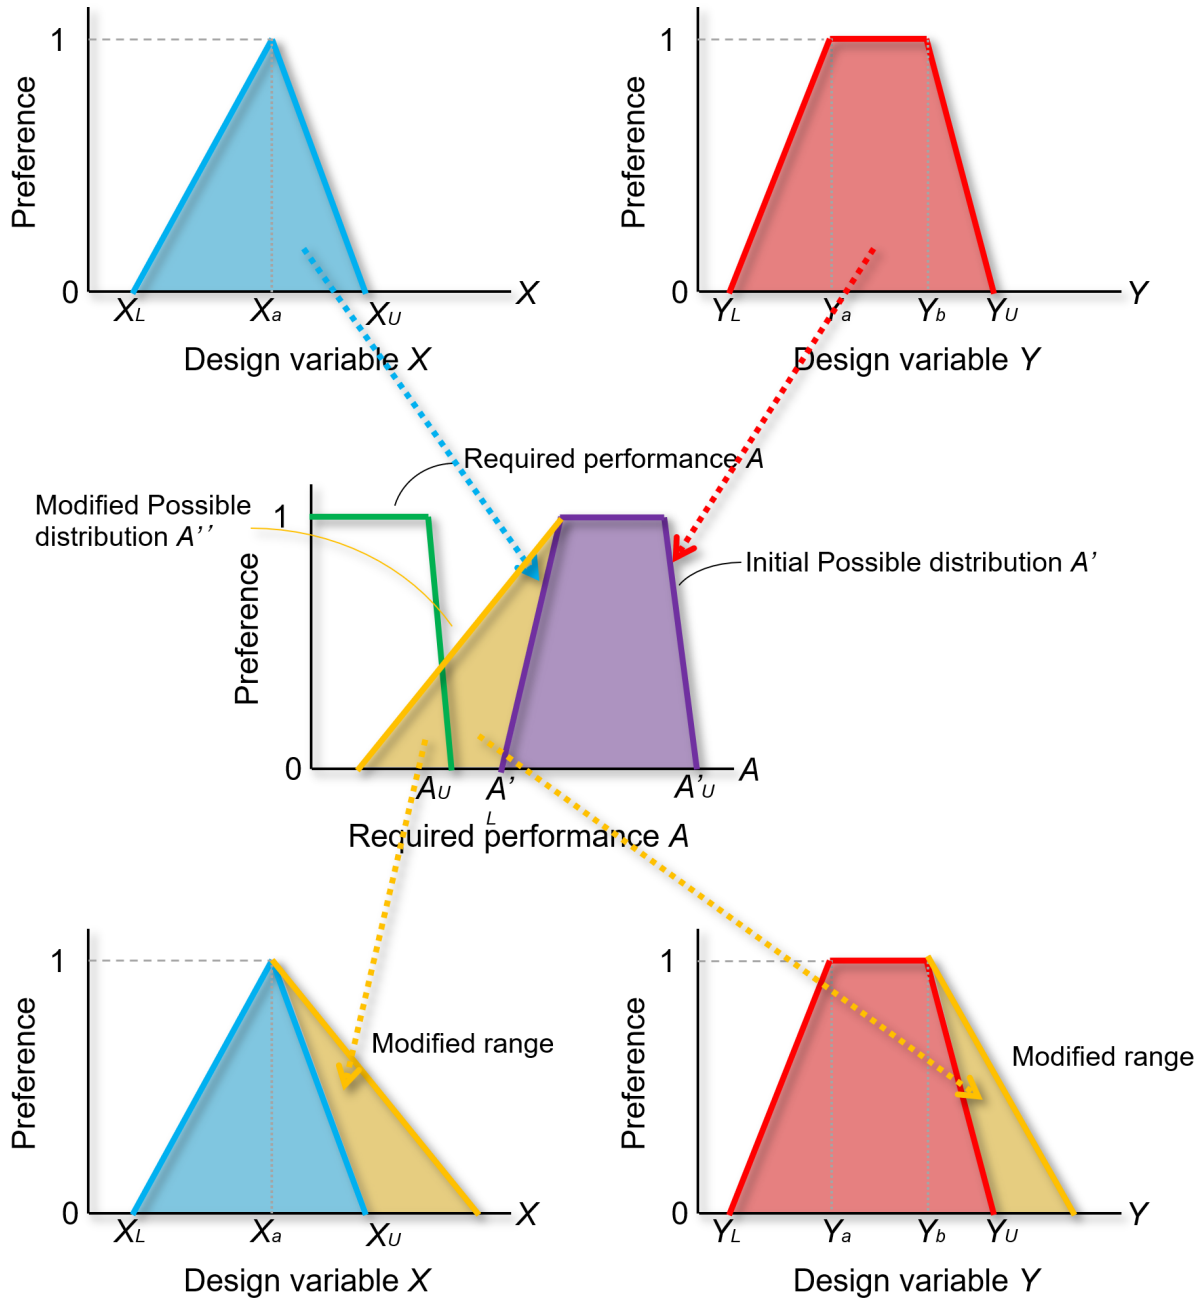 1
Preference
0
XL
Xa
XU
X
Design variable X
1
Preference
0
YL
Ya
Yb
YU
Y
Design variable Y
Required performance A
Modified Possible
distribution A’’
Initial Possible distribution A’
1
Preference
0
AU
A’
L
A’U
A
Required performance A
1
Preference
0
XL
Xa
XU
X
Modified range
Design variable X
1
Preference
0
YL
Ya
Yb
YU
Y
Modified range
Design variable Y